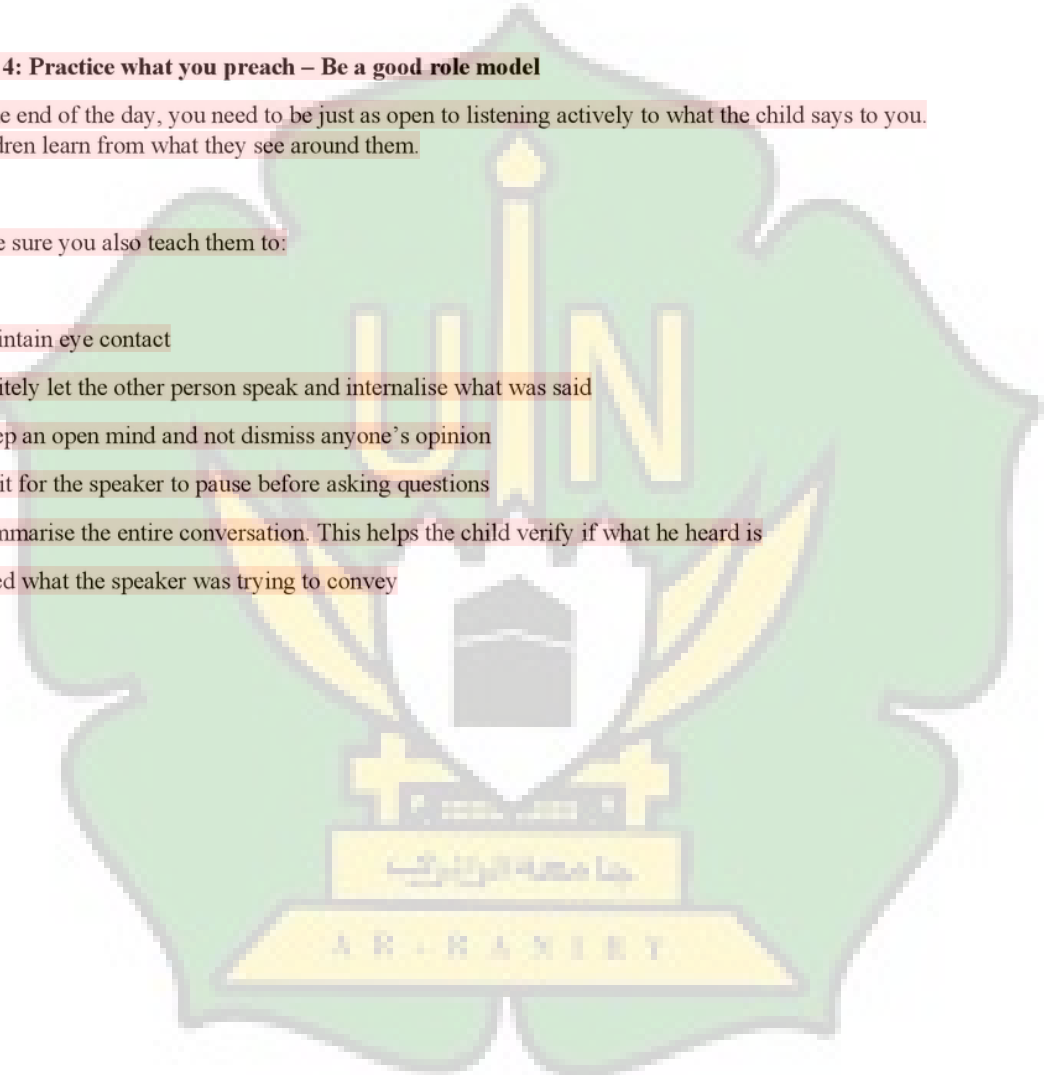 4: Practice what you preach – Be a good role model
e end of the day, you need to be just as open to listening actively to what the child says to you.
dren learn from what they see around them.
e sure you also teach them to:
intain eye contact
itely let the other person speak and internalise what was said
ep an open mind and not dismiss anyone’s opinion
it for the speaker to pause before asking questions
nmarise the entire conversation. This helps the child verify if what he heard is
ed what the speaker was trying to convey
UIN
AR-RANIRY